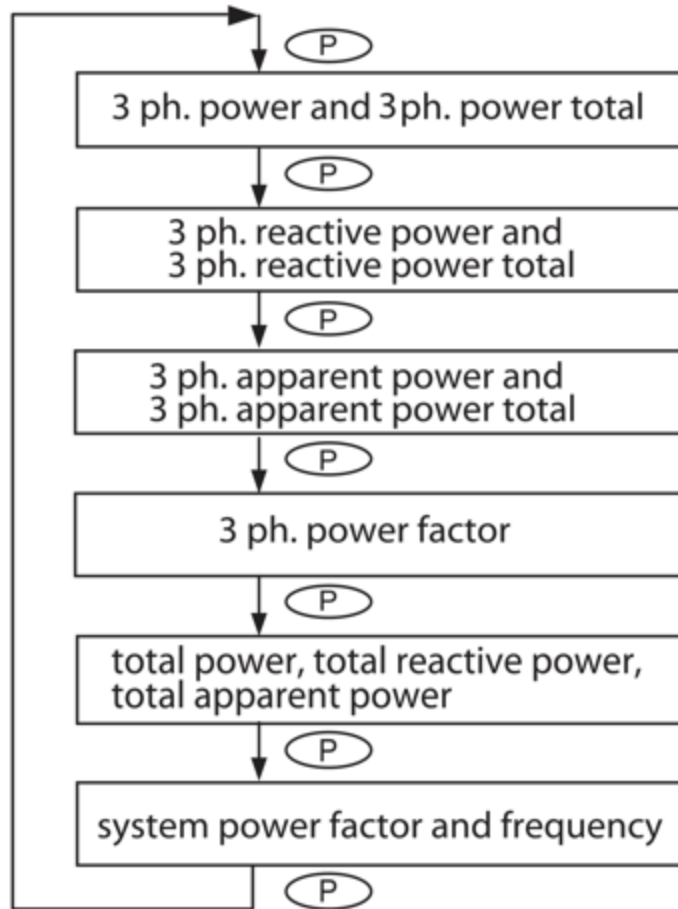 P
3 ph. power and 3ph. power total
P
3 ph. reactive power and
3 ph. reactive power total
P
3 ph. apparent power and
3 ph. apparent power total
P
3 ph. power factor
P
total power, total reactive power,
total apparent power
P
system power factor and frequency
P